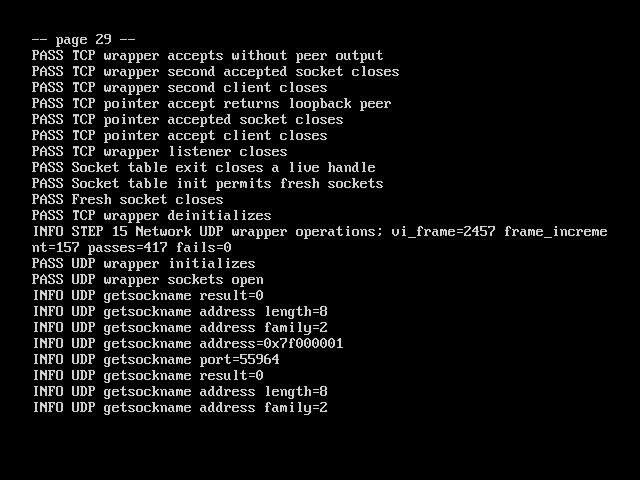 -- page 29 --
PASS TCP wrapper accepts without peer output
PASS TCP wrapper second accepted socket closes
PASS TCP wrapper second client closes
PASS TCP pointer accept returns loopback peer
PASS TCP pointer accepted socket closes
PASS TCP pointer accept client closes
PASS TCP wrapper listener closes
PASS Socket table exit closes a live handle
PASS Socket table init permits fresh sockets
PASS Fresh socket closes
PASS TCP wrapper deinitializes
INFO STEP 15 Network UDP wrapper operations; vi_frame=2457 frame_increme
nt=157 passes=417 fails=0
PASS UDP wrapper initializes
PASS UDP wrapper sockets open
INFO UDP getsockname result=0
INFO UDP getsockname address length=8
INFO UDP getsockname address family=2
INFO UDP getsockname address=0x7f000001
INFO UDP getsockname port=55964
INFO UDP getsockname result=0
INFO UDP getsockname address length=8
INFO UDP getsockname address family=2